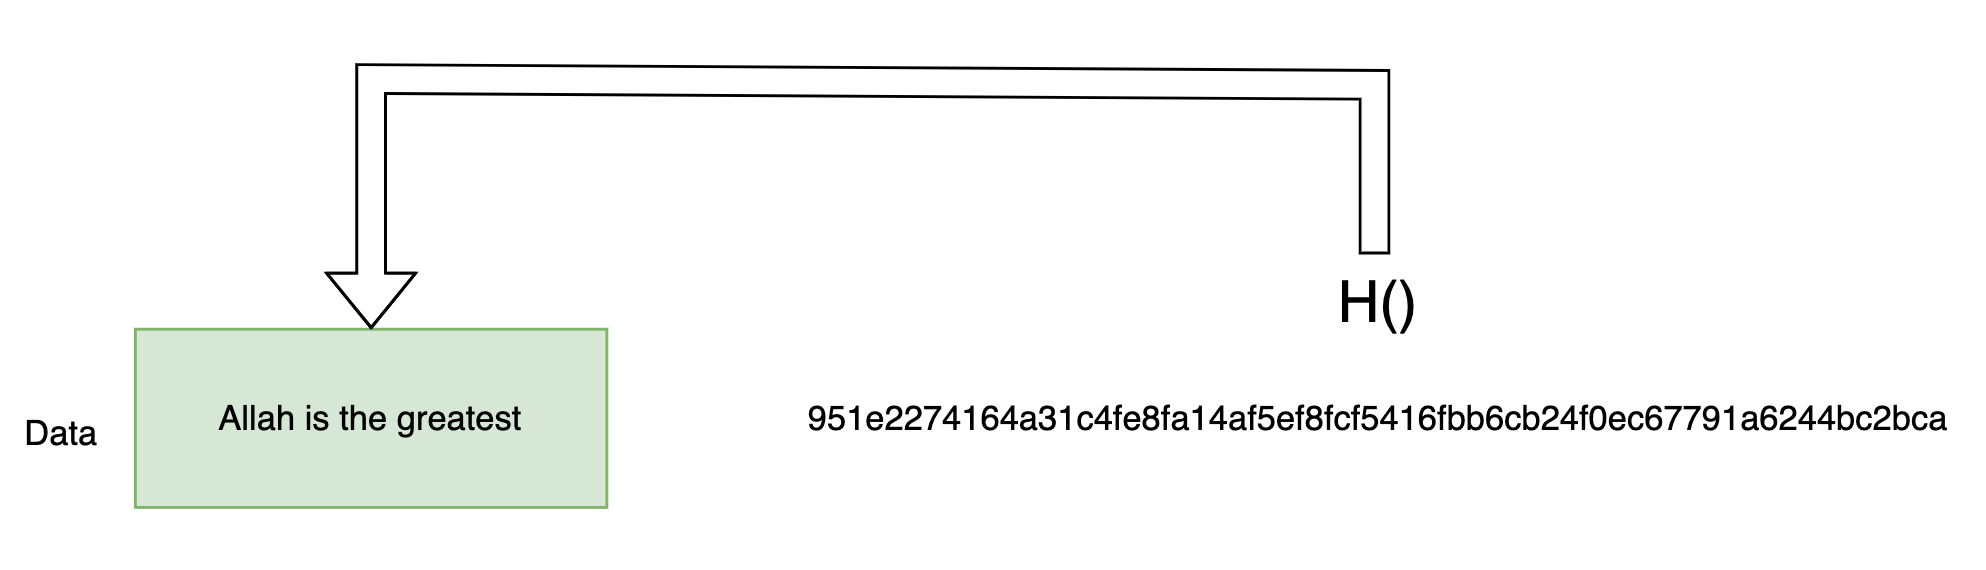 H()
Data
Allah is the greatest
951e2274164a31c4fe8fa14af5ef8fcf5416fbb6cb24f0ec67791a6244bc2bca